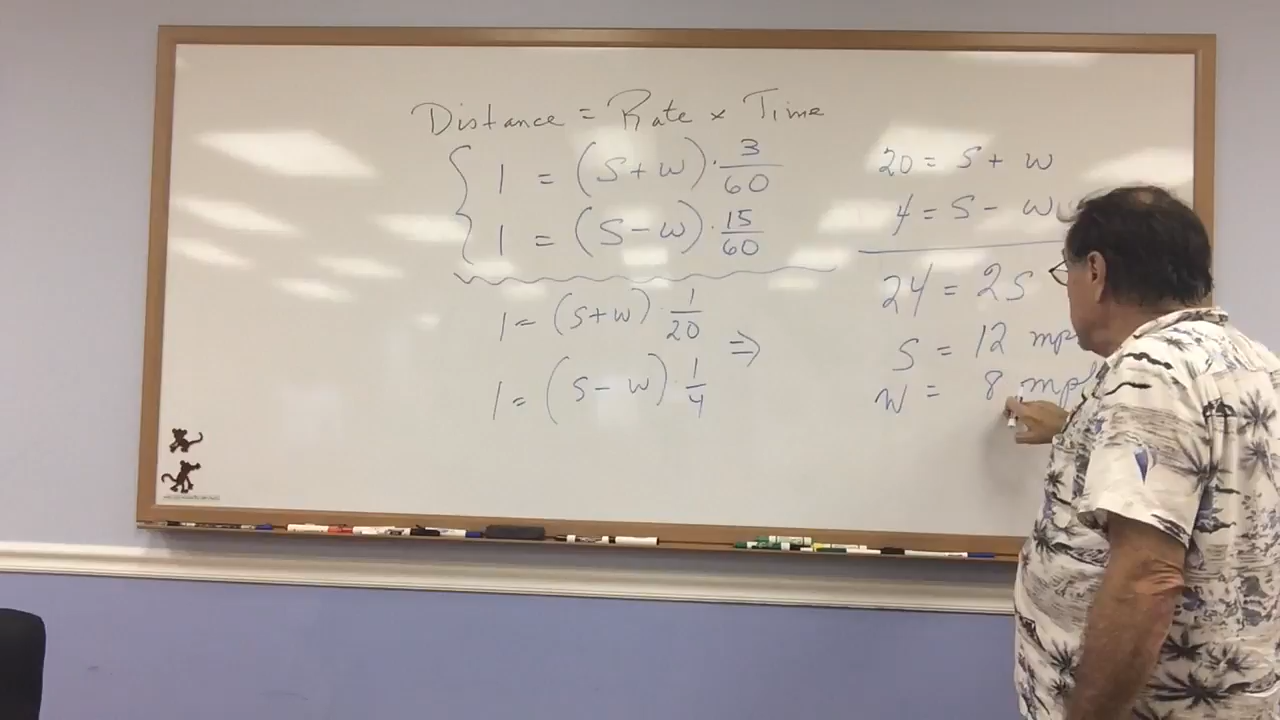 Distance = Rate × Time
1 = (S+w) · 3/60
1 = (S-w) · 15/60
1 = (S+w) · 1/20
1 = (S-w) · 1/4
⇒
20 = S + w
4 = S - w
24 = 2S
S = 12 mp
w = 8 mph